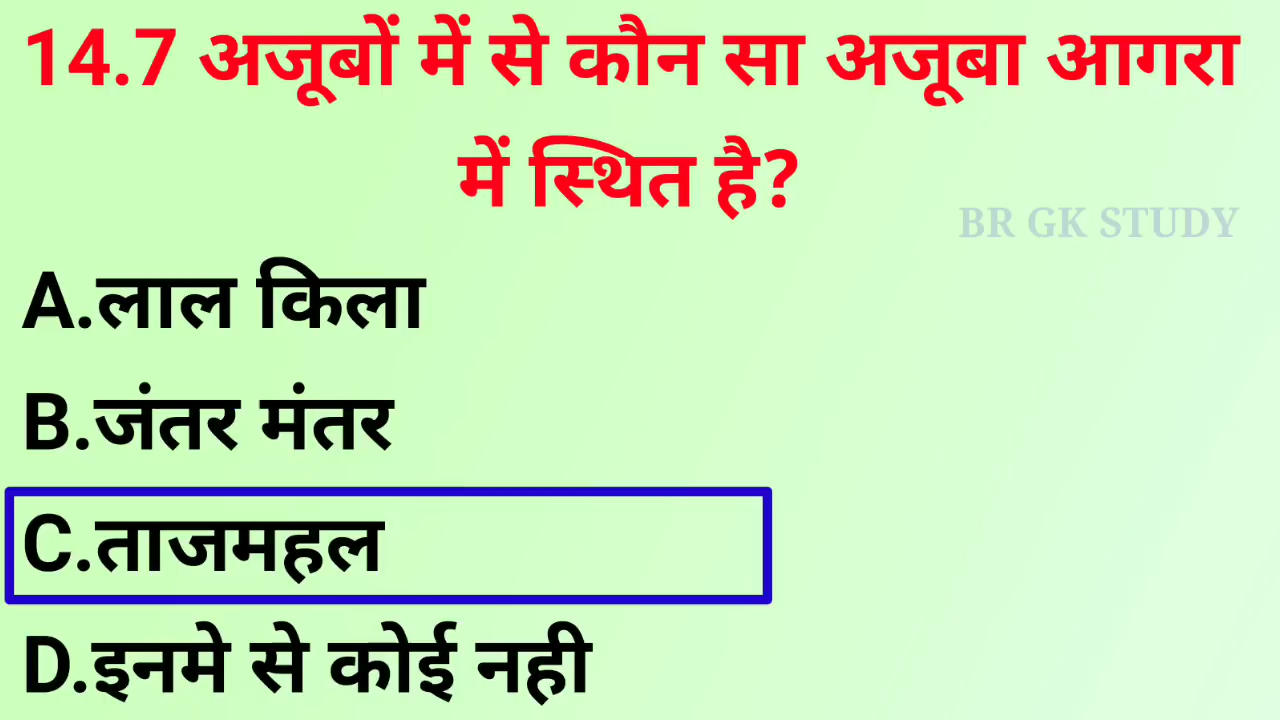 14.7 अजूबों में से कौन सा अजूबा आगरा
में स्थित है?
BR GK STUDY
A.लाल किला
B.जंतर मंतर
C.ताजमहल
D.इनमे से कोई नही